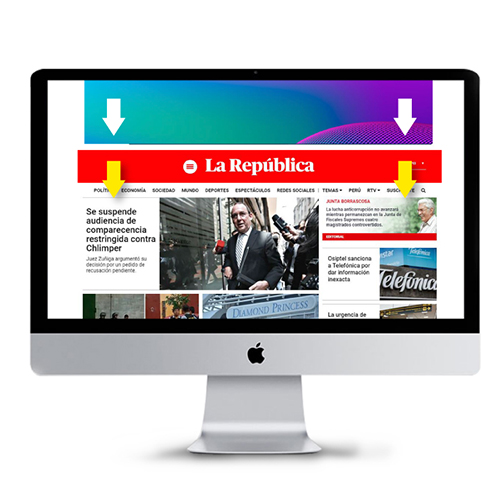 La República
POLÍTICA ECONOMÍA SOCIEDAD MUNDO DEPORTES ESPECTÁCULOS REDES SOCIALES | TEMAS PERÚ RTV
Se suspende
audiencia de
comparecencia
restringida contra
Chlimper
Juez Zuñiga argumentó su
decisión por un pedido de
recusación pendiente.
JUNTA BORRASCOSA
La lucha anticorrupción no avanzará
mientras permanezcan en la Junta de
Fiscales Supremos cuatro
magistrados controvertidos.
EDITORIAL
Osiptel sanciona
a Telefónica por
dar información
inexacta
Telefónica
Telefónica
DIAMOND PRINCESS
La urgencia de